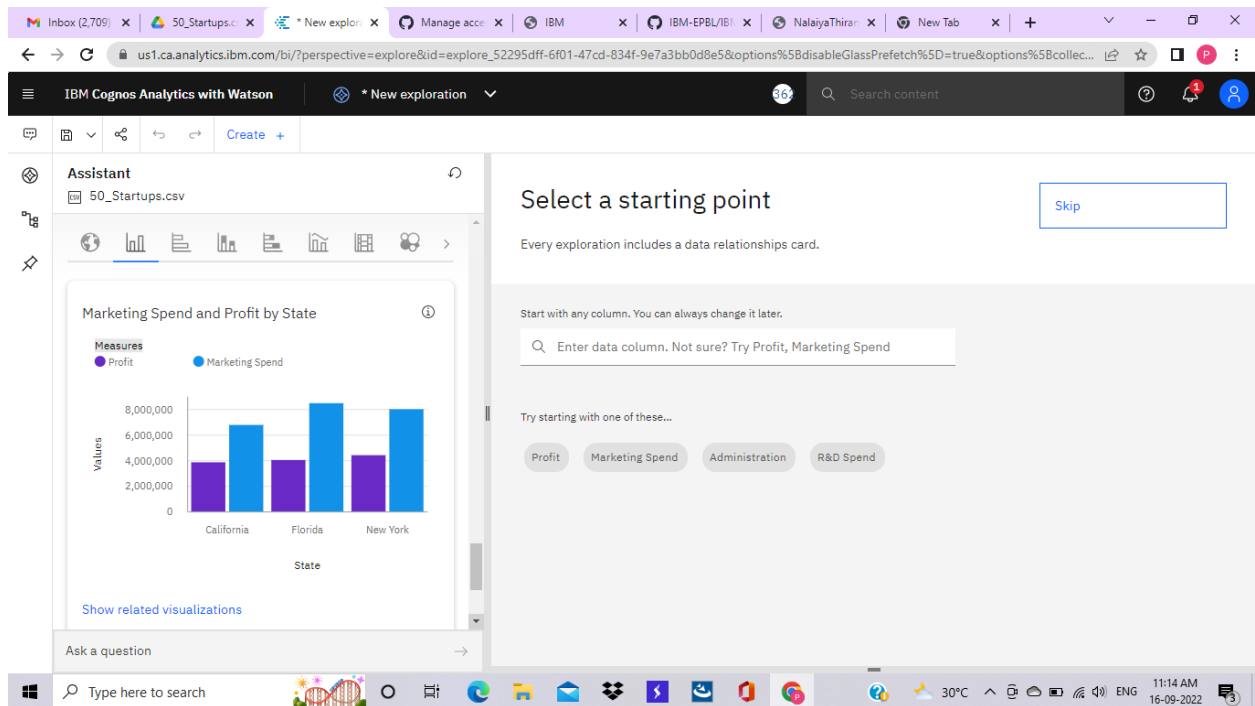 Inbox (2,709)
50_Startups.c
* New explor
Manage acce
IBM
IBM-EPBL/IB
NalaiyaThiran
New Tab
us1.ca.analytics.ibm.com/bi/?perspective=explore&id=explore_52295dff-6f01-47cd-834f-9e7a3bb0d8e5&options%5BdisableGlassPrefetch%5D=true&options%5Bcollec...
P
IBM Cognos Analytics with Watson
* New exploration
362
Search content
1
Create +
Assistant
CSV 50_Startups.csv
Select a starting point
Skip
Every exploration includes a data relationships card.
Marketing Spend and Profit by State
Measures
Profit
Marketing Spend
8,000,000
6,000,000
4,000,000
2,000,000
0
Values
California
Florida
New York
State
Show related visualizations
Ask a question
Start with any column. You can always change it later.
Enter data column. Not sure? Try Profit, Marketing Spend
Try starting with one of these...
Profit
Marketing Spend
Administration
R&D Spend
Type here to search
30°C
ENG
11:14 AM
16-09-2022
3